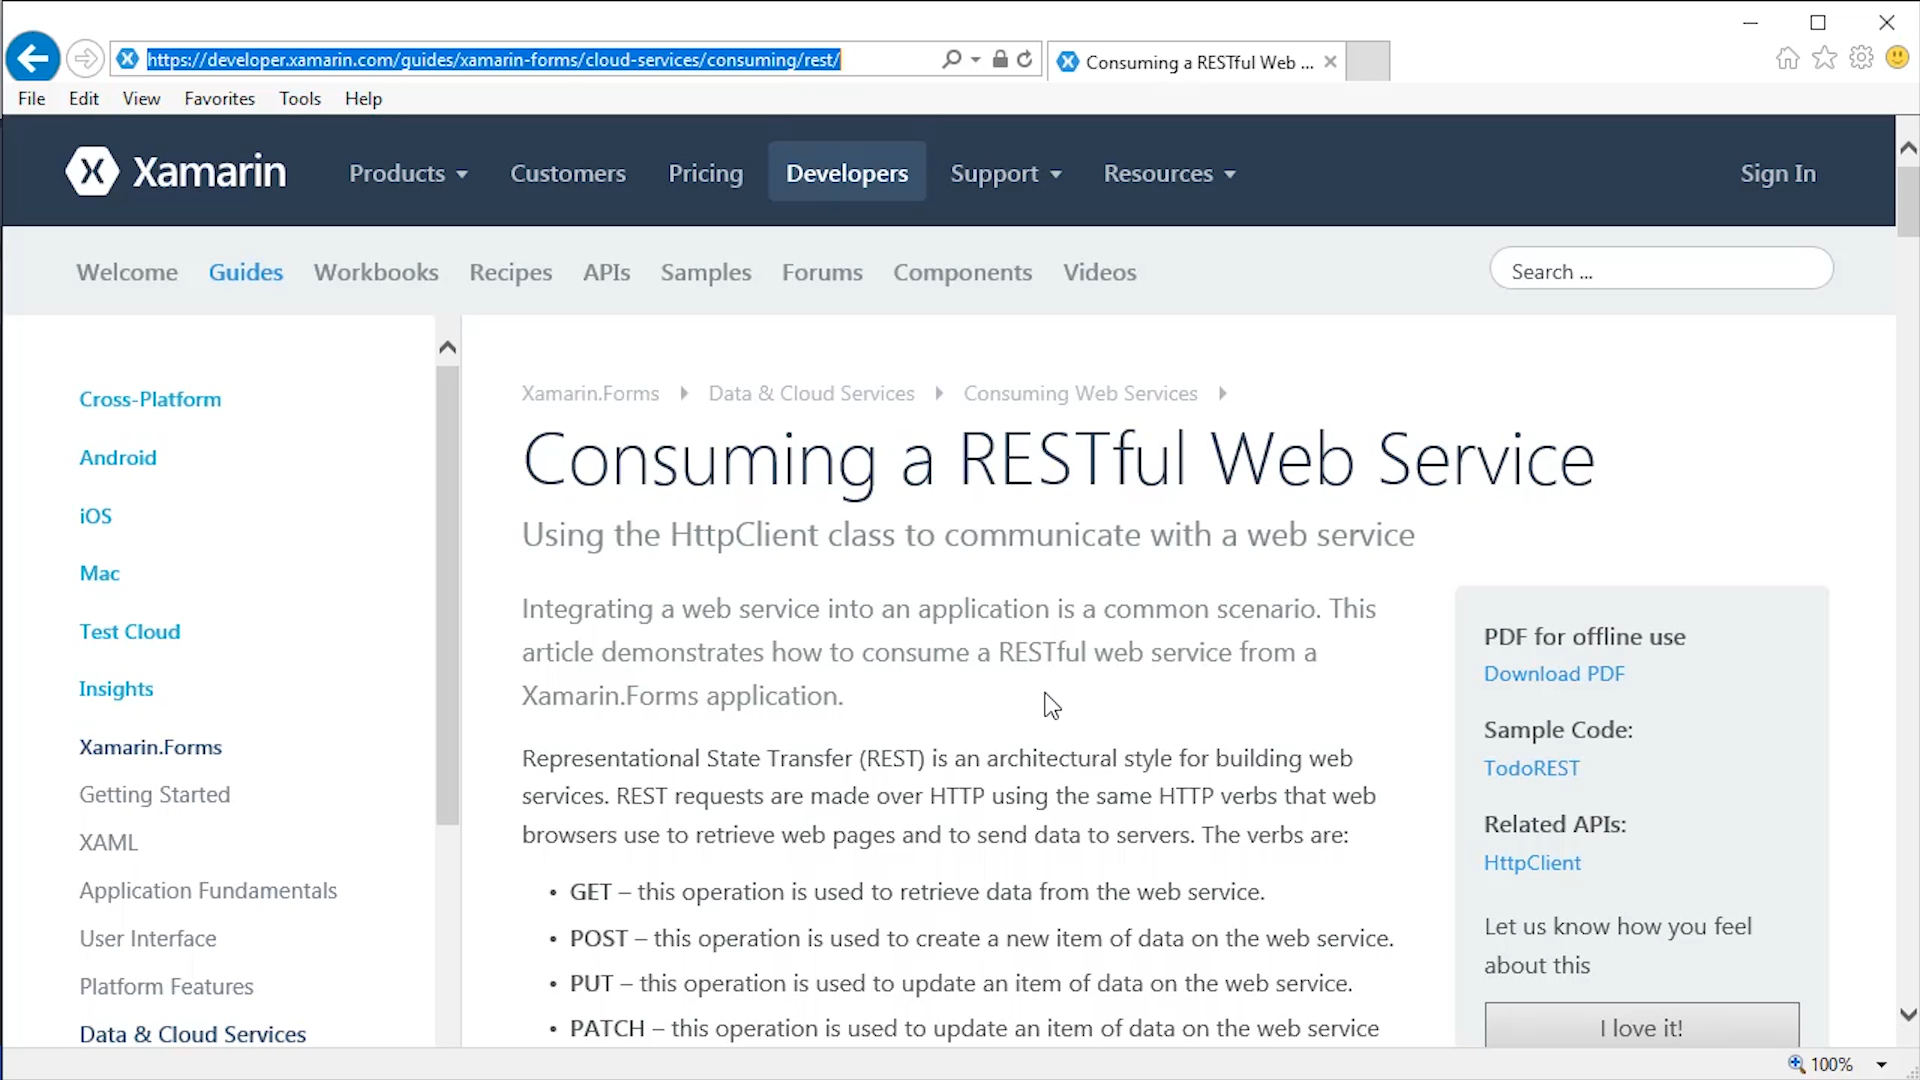 https://developer.xamarin.com/guides/xamarin-forms/cloud-services/consuming/rest/
Consuming a RESTful Web ...
File Edit View Favorites Tools Help
Xamarin Products Customers Pricing Developers Support Resources Sign In
Welcome Guides Workbooks Recipes APIs Samples Forums Components Videos
Search ...
Cross-Platform
Android
iOS
Mac
Test Cloud
Insights
Xamarin.Forms
Getting Started
XAML
Application Fundamentals
User Interface
Platform Features
Data & Cloud Services
Xamarin.Forms Data & Cloud Services Consuming Web Services
Consuming a RESTful Web Service
Using the HttpClient class to communicate with a web service
Integrating a web service into an application is a common scenario. This
article demonstrates how to consume a RESTful web service from a
Xamarin.Forms application.
Representational State Transfer (REST) is an architectural style for building web
services. REST requests are made over HTTP using the same HTTP verbs that web
browsers use to retrieve web pages and to send data to servers. The verbs are:
• GET – this operation is used to retrieve data from the web service.
• POST – this operation is used to create a new item of data on the web service.
• PUT – this operation is used to update an item of data on the web service.
• PATCH – this operation is used to update an item of data on the web service
PDF for offline use
Download PDF
Sample Code:
TodoREST
Related APIs:
HttpClient
Let us know how you feel
about this
I love it!
100%